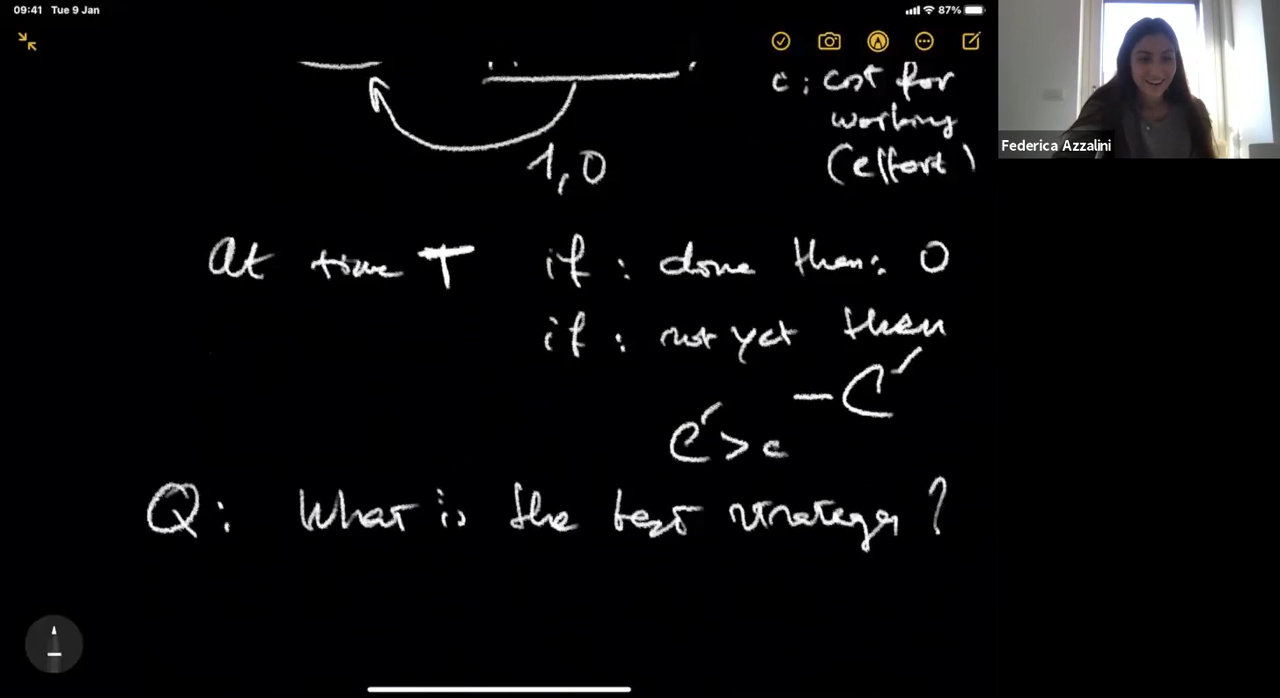 09:41 Tue 9 Jan
87%
c : cost for
working
(effort)
1,0
Federica Azzalini
At time T if : done then : 0
if : not yet then
-C'
C' > c
Q : What is the best strategy ?